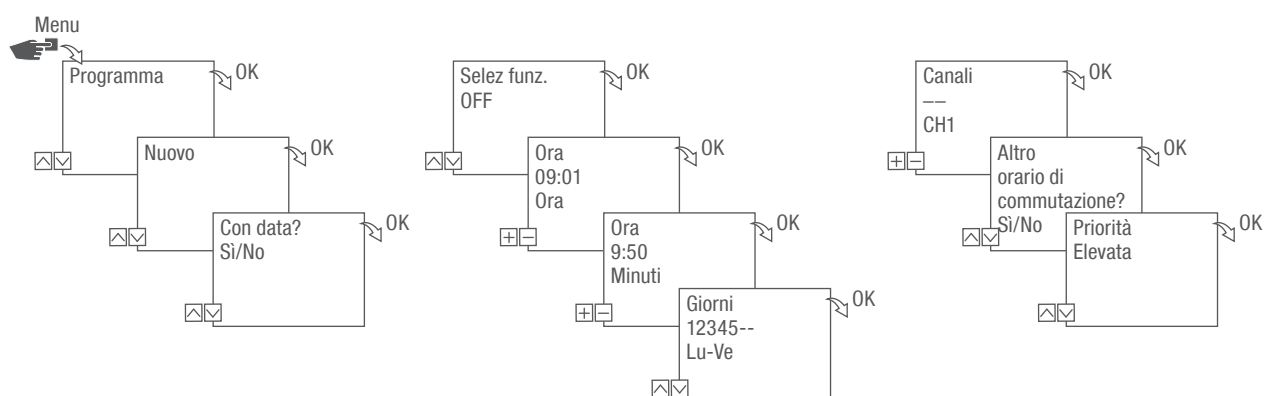 Menu
Programma
OK
Nuovo
OK
Con data?
Sì/No
OK
Selez funz.
OFF
OK
Ora
09:01
Ora
OK
+ −
Ora
9:50
Minuti
OK
+ −
Giorni
12345--
Lu-Ve
OK
Canali
––
CH1
OK
+ −
Altro
orario di
commutazione?
Sì/No
OK
Priorità
Elevata
OK